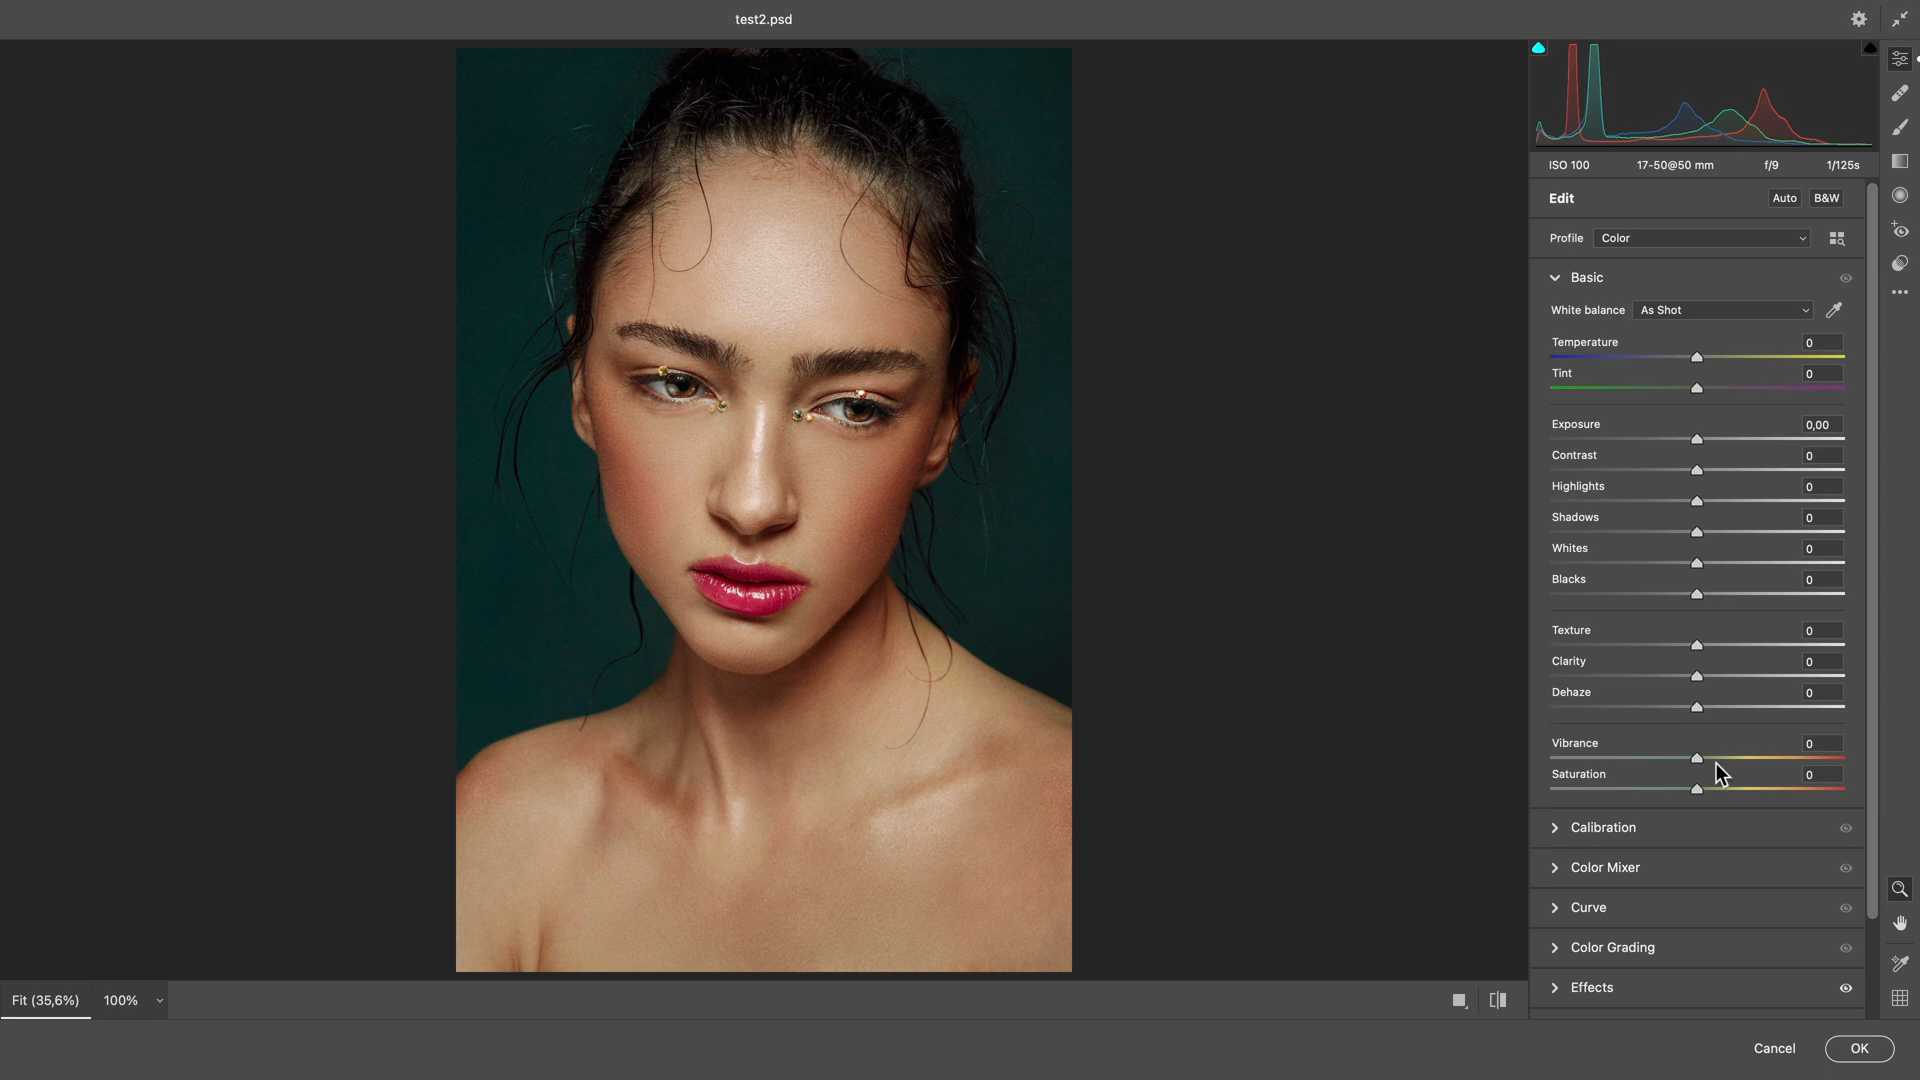 test2.psd
ISO 100 17-50@50 mm f/9 1/125s
Edit Auto B&W
Profile Color
Basic
White balance As Shot
Temperature 0
Tint 0
Exposure 0,00
Contrast 0
Highlights 0
Shadows 0
Whites 0
Blacks 0
Texture 0
Clarity 0
Dehaze 0
Vibrance 0
Saturation 0
Calibration
Color Mixer
Curve
Color Grading
Effects
Fit (35,6%) 100%
Cancel OK